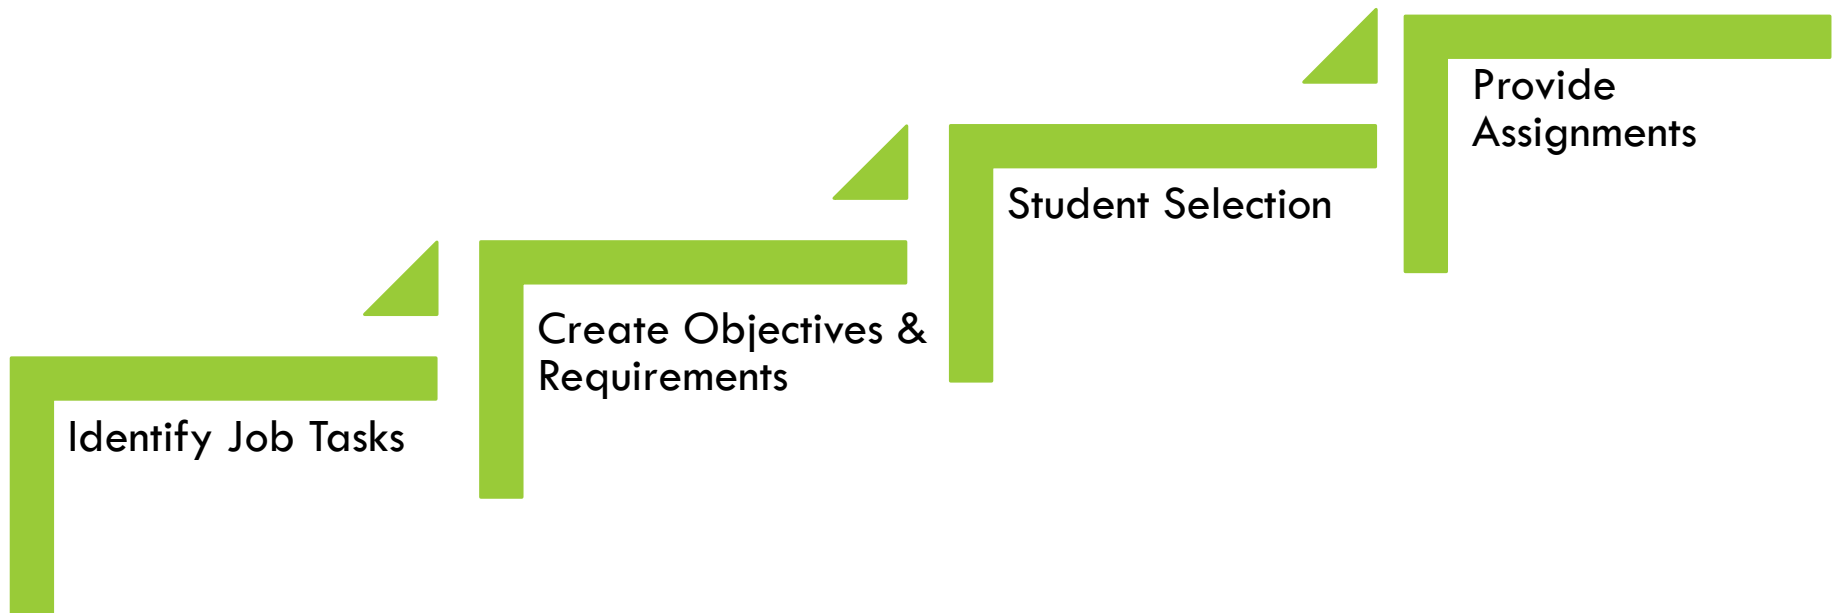 Identify Job Tasks
Create Objectives &
Requirements
Student Selection
Provide
Assignments